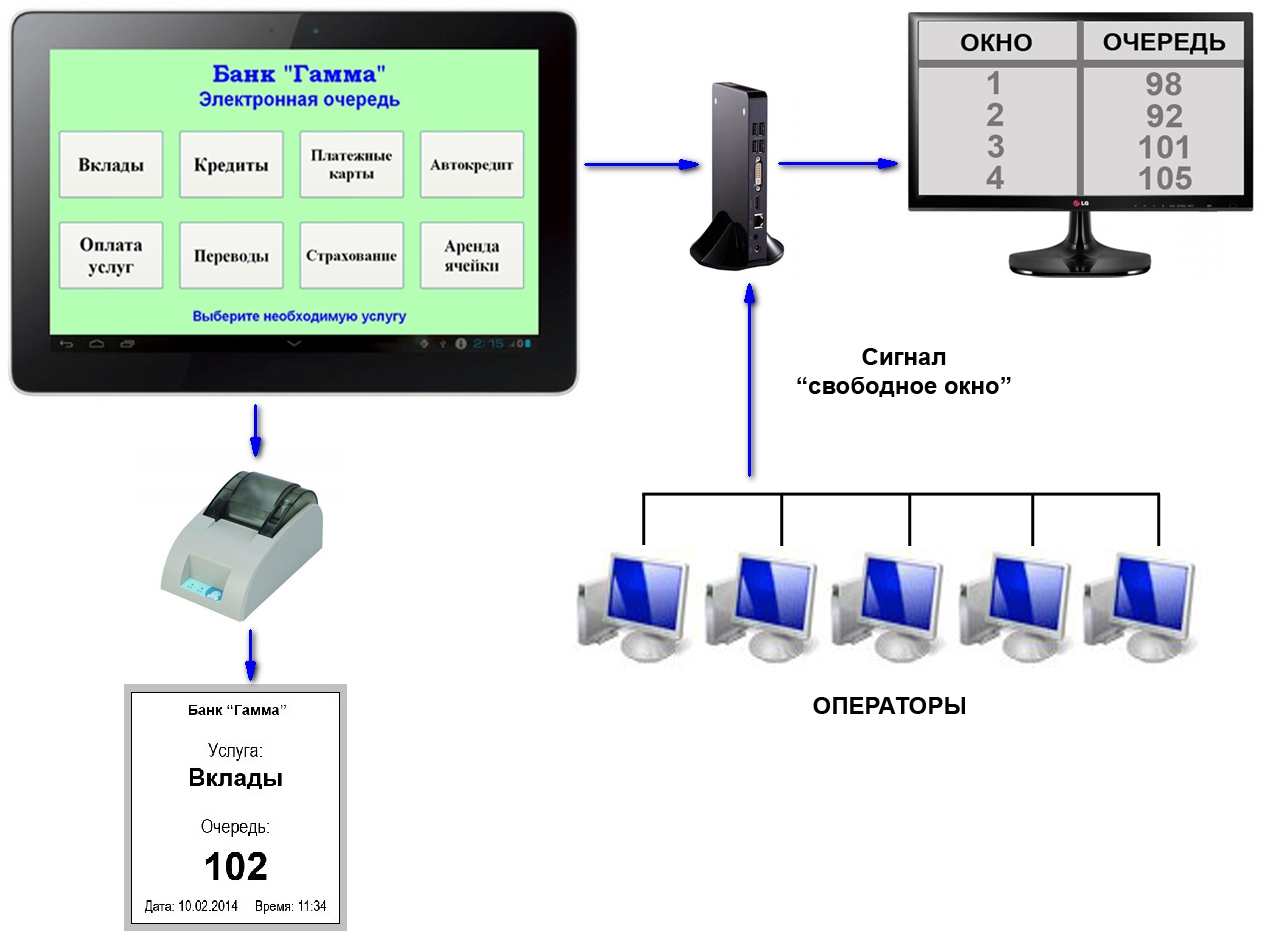 Банк "Гамма"
Электронная очередь
Вклады
Кредиты
Платежные
карты
Автокредит
Оплата
услуг
Переводы
Страхование
Аренда
ячейки
Выберите необходимую услугу
2:15
ОКНО ОЧЕРЕДЬ
1 98
2 92
3 101
4 105
LG
Сигнал
“свободное окно”
ОПЕРАТОРЫ
Банк “Гамма”
Услуга:
Вклады
Очередь:
102
Дата: 10.02.2014 Время: 11:34